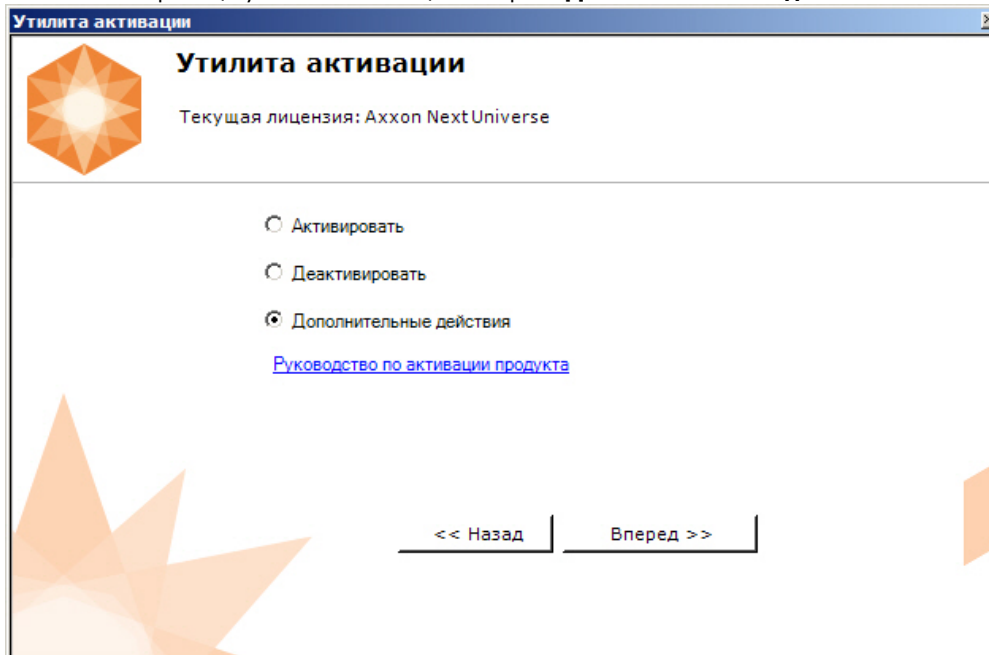 Утилита активации
Утилита активации
Текущая лицензия: Axxon Next Universe
Активировать
Деактивировать
Дополнительные действия
Руководство по активации продукта
<< Назад
Вперед >>